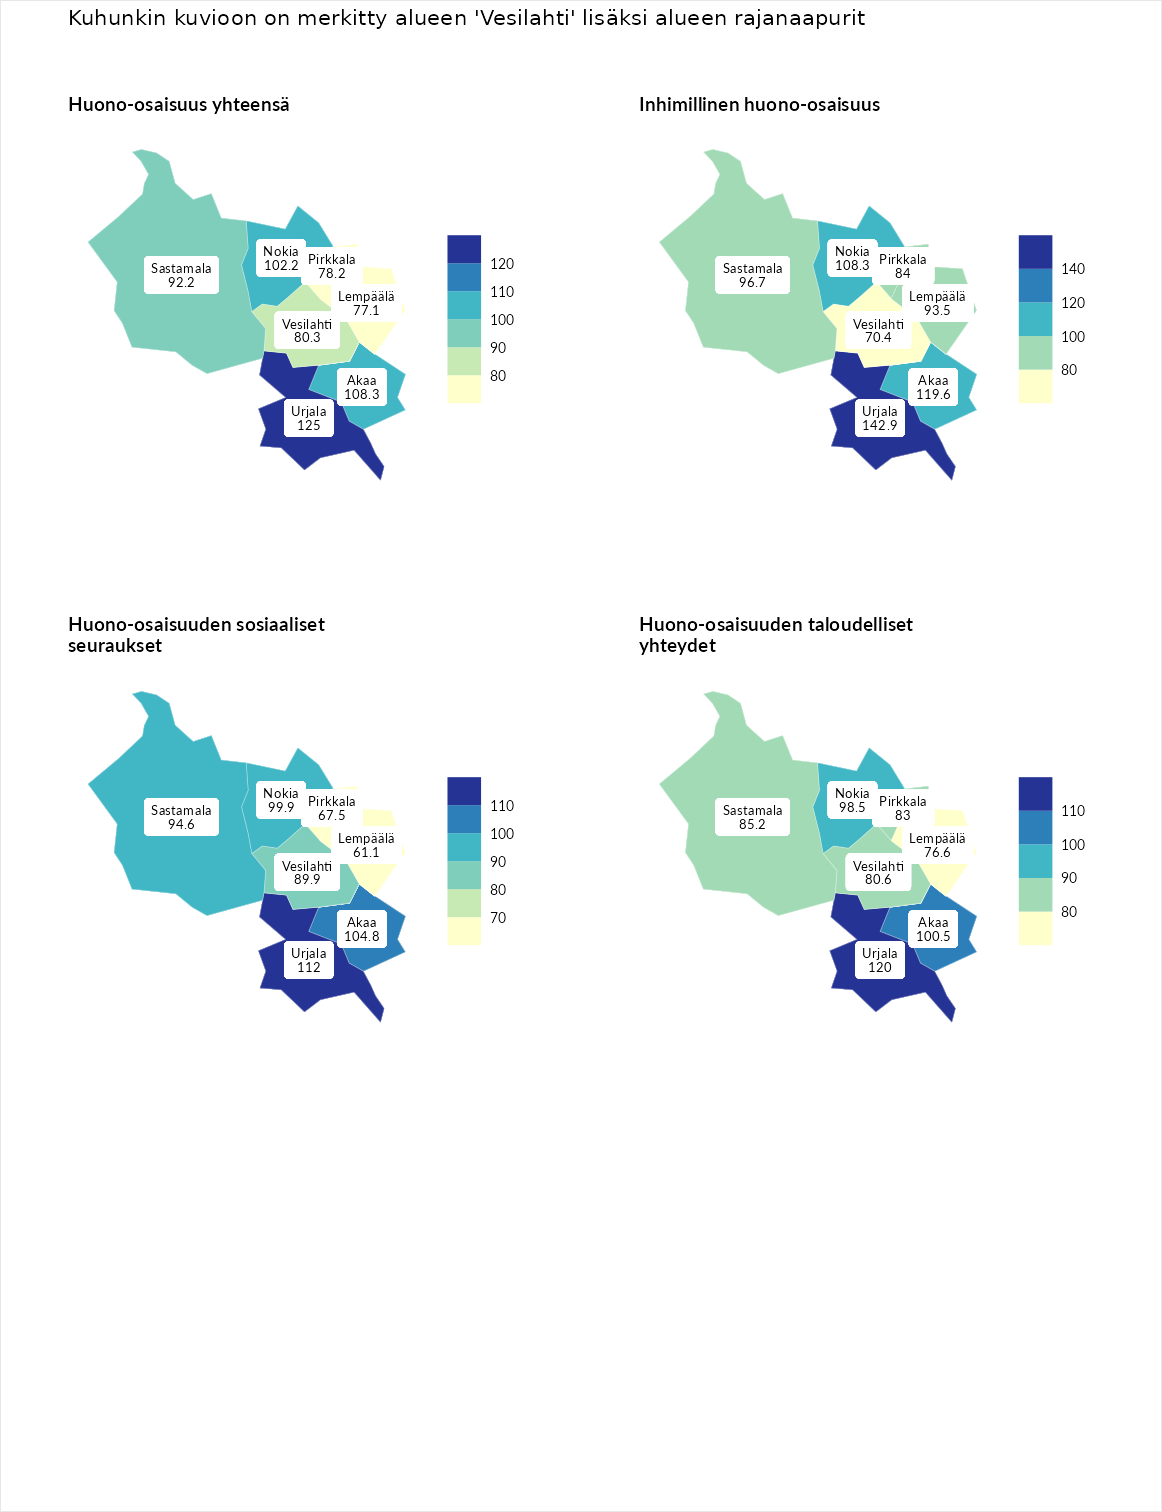 Kuhunkin kuvioon on merkitty alueen 'Vesilahti' lisäksi alueen rajanaapurit
Huono-osaisuus yhteensä
Sastamala
92.2
Nokia
102.2
Pirkkala
78.2
Lempäälä
77.1
Vesilahti
80.3
Akaa
108.3
Urjala
125
120
110
100
90
80
Inhimillinen huono-osaisuus
Sastamala
96.7
Nokia
108.3
Pirkkala
84
Lempäälä
93.5
Vesilahti
70.4
Akaa
119.6
Urjala
142.9
140
120
100
80
Huono-osaisuuden sosiaaliset
seuraukset
Sastamala
94.6
Nokia
99.9
Pirkkala
67.5
Lempäälä
61.1
Vesilahti
89.9
Akaa
104.8
Urjala
112
110
100
90
80
70
Huono-osaisuuden taloudelliset
yhteydet
Sastamala
85.2
Nokia
98.5
Pirkkala
83
Lempäälä
76.6
Vesilahti
80.6
Akaa
100.5
Urjala
120
110
100
90
80